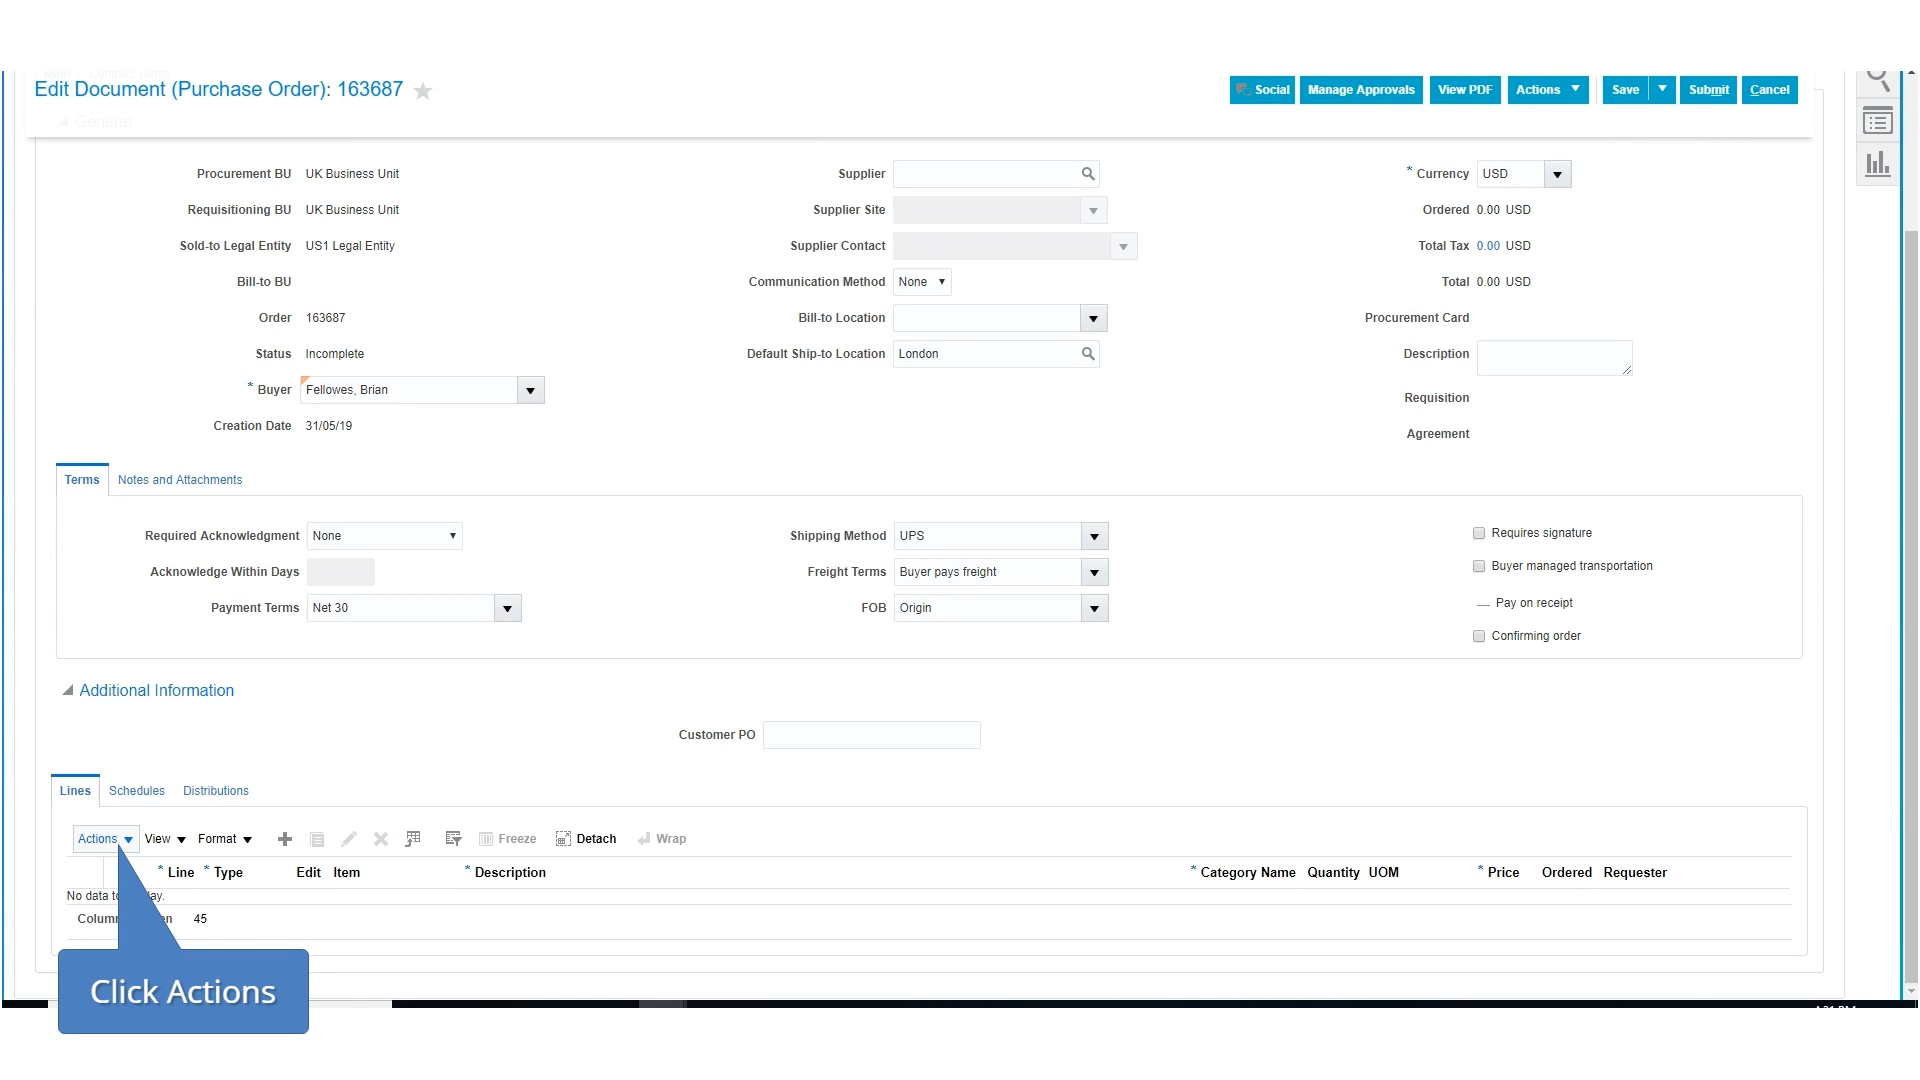 Edit Document (Purchase Order): 163687
Social Manage Approvals View PDF Actions Save Submit Cancel
General
Procurement BU UK Business Unit
Requisitioning BU UK Business Unit
Sold-to Legal Entity US1 Legal Entity
Bill-to BU
Order 163687
Status Incomplete
* Buyer Fellowes, Brian
Creation Date 31/05/19
Supplier
Supplier Site
Supplier Contact
Communication Method None
Bill-to Location
Default Ship-to Location London
* Currency USD
Ordered 0.00 USD
Total Tax 0.00 USD
Total 0.00 USD
Procurement Card
Description
Requisition
Agreement
Terms Notes and Attachments
Required Acknowledgment None
Acknowledge Within Days
Payment Terms Net 30
Shipping Method UPS
Freight Terms Buyer pays freight
FOB Origin
Requires signature
Buyer managed transportation
— Pay on receipt
Confirming order
Additional Information
Customer PO
Lines Schedules Distributions
Actions View Format Freeze Detach Wrap
* Line * Type Edit Item * Description * Category Name Quantity UOM * Price Ordered Requester
No data
45
Click Actions